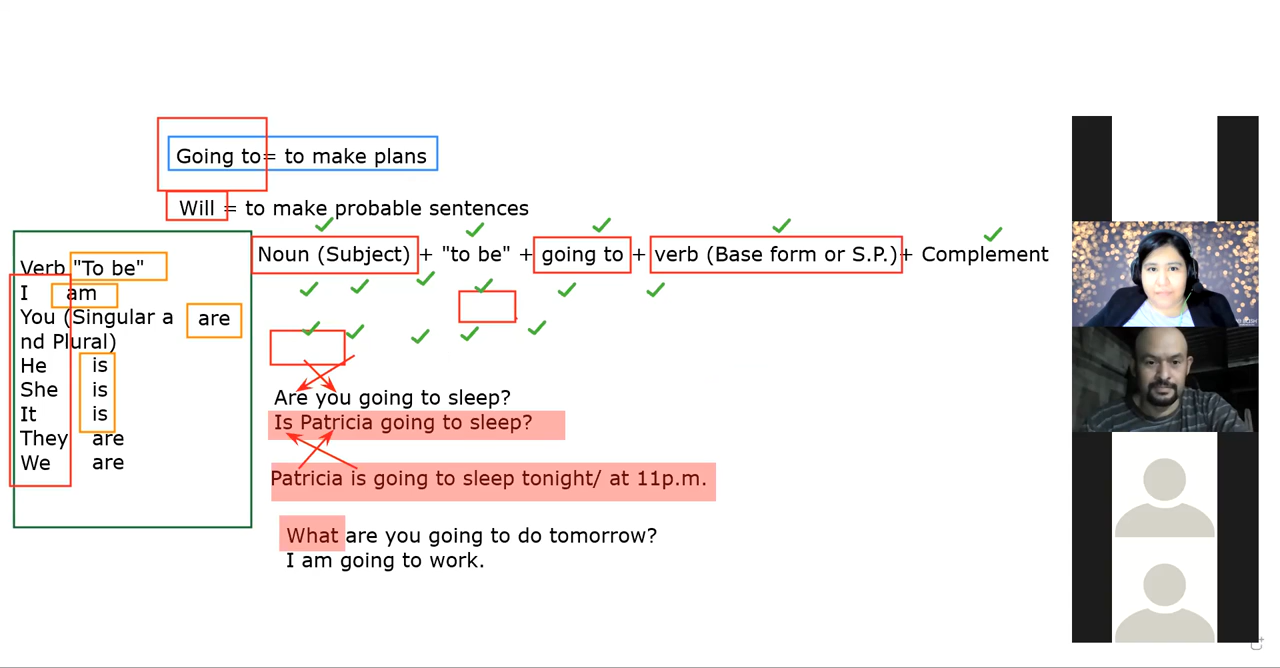 Going to= to make plans
Will = to make probable sentences
Noun (Subject) + "to be" + going to + verb (Base form or S.P.)+ Complement
Verb "To be"
I am
You (Singular a are
nd Plural)
He is
She is
It is
They are
We are
Are you going to sleep?
Is Patricia going to sleep?
Patricia is going to sleep tonight/ at 11p.m.
What are you going to do tomorrow?
I am going to work.